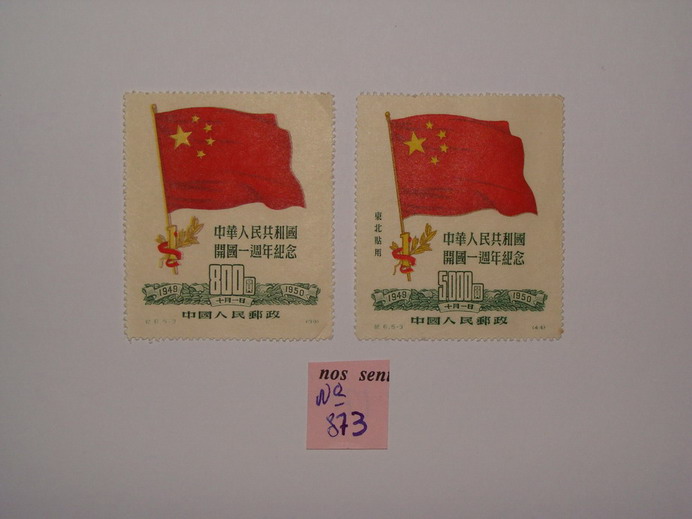 中華人民共和國
開國一週年紀念
800圓
1949 十月一日 1950
中國人民郵政
東北貼用
中華人民共和國
開國一週年紀念
5000圓
1949 十月一日 1950
中國人民郵政
nos sent
Nº
873